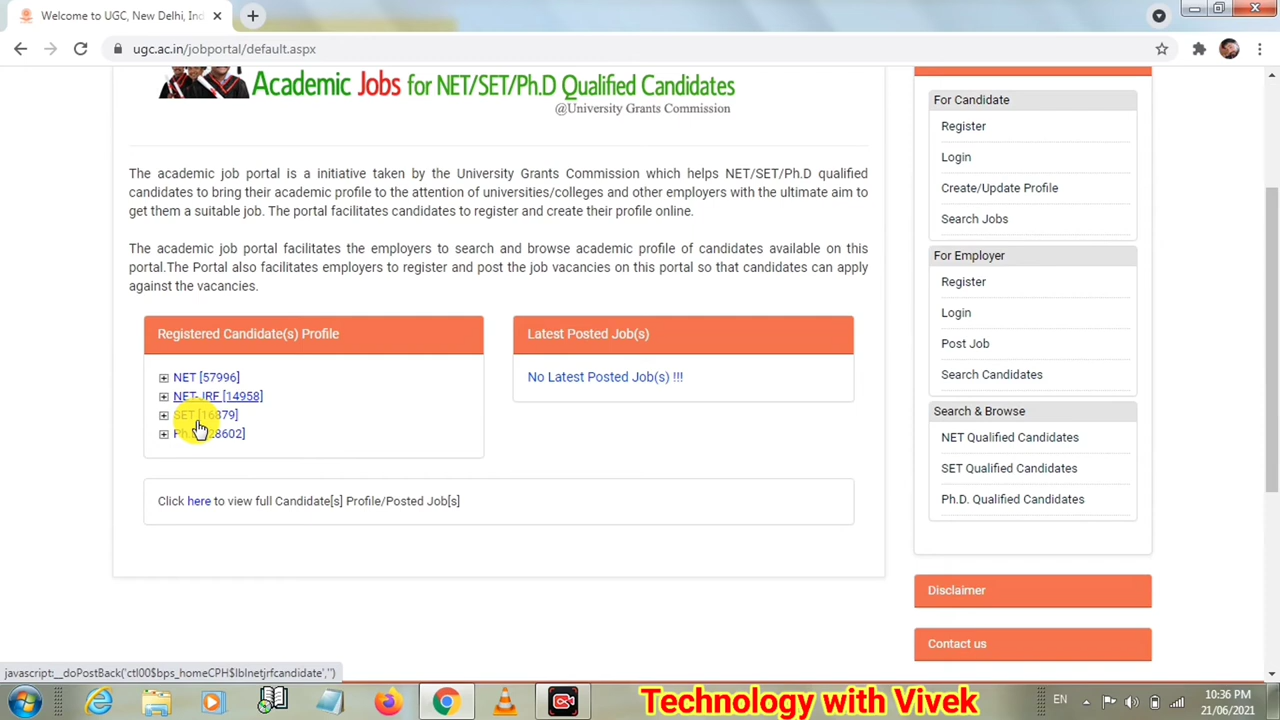 Welcome to UGC, New Delhi, Ind
ugc.ac.in/jobportal/default.aspx
Academic Jobs for NET/SET/Ph.D Qualified Candidates
@University Grants Commission
The academic job portal is a initiative taken by the University Grants Commission which helps NET/SET/Ph.D qualified
candidates to bring their academic profile to the attention of universities/colleges and other employers with the ultimate aim to
get them a suitable job. The portal facilitates candidates to register and create their profile online.
The academic job portal facilitates the employers to search and browse academic profile of candidates available on this
portal.The Portal also facilitates employers to register and post the job vacancies on this portal so that candidates can apply
against the vacancies.
Registered Candidate(s) Profile
NET [57996]
NET-JRF [14958]
SET [16879]
28602]
Latest Posted Job(s)
No Latest Posted Job(s) !!!
Click here to view full Candidate[s] Profile/Posted Job[s]
For Candidate
Register
Login
Create/Update Profile
Search Jobs
For Employer
Register
Login
Post Job
Search Candidates
Search & Browse
NET Qualified Candidates
SET Qualified Candidates
Ph.D. Qualified Candidates
Disclaimer
Contact us
javascript:__doPostBack('ctl00$bps_homeCPH$lblnetjrfcandidate','')
Technology with Vivek
EN
10:36 PM
21/06/2021